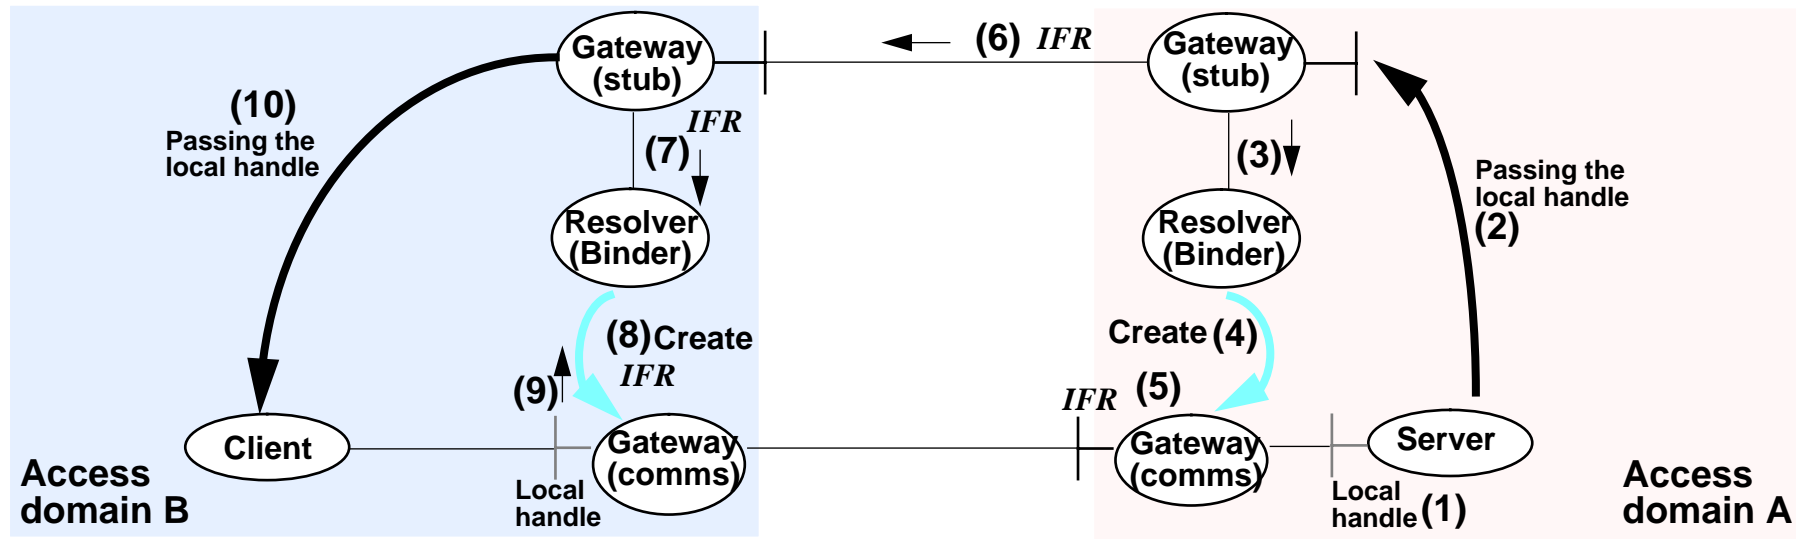 Gateway
(stub)
(6) IFR
Gateway
(stub)
(10)
Passing the
local handle
IFR
(7)
(3)
Passing the
local handle
(2)
Resolver
(Binder)
Resolver
(Binder)
(8) Create
IFR
Create (4)
(9)
IFR (5)
Client
Gateway
(comms)
Gateway
(comms)
Server
Access
domain B
Local
handle
Local
handle (1)
Access
domain A